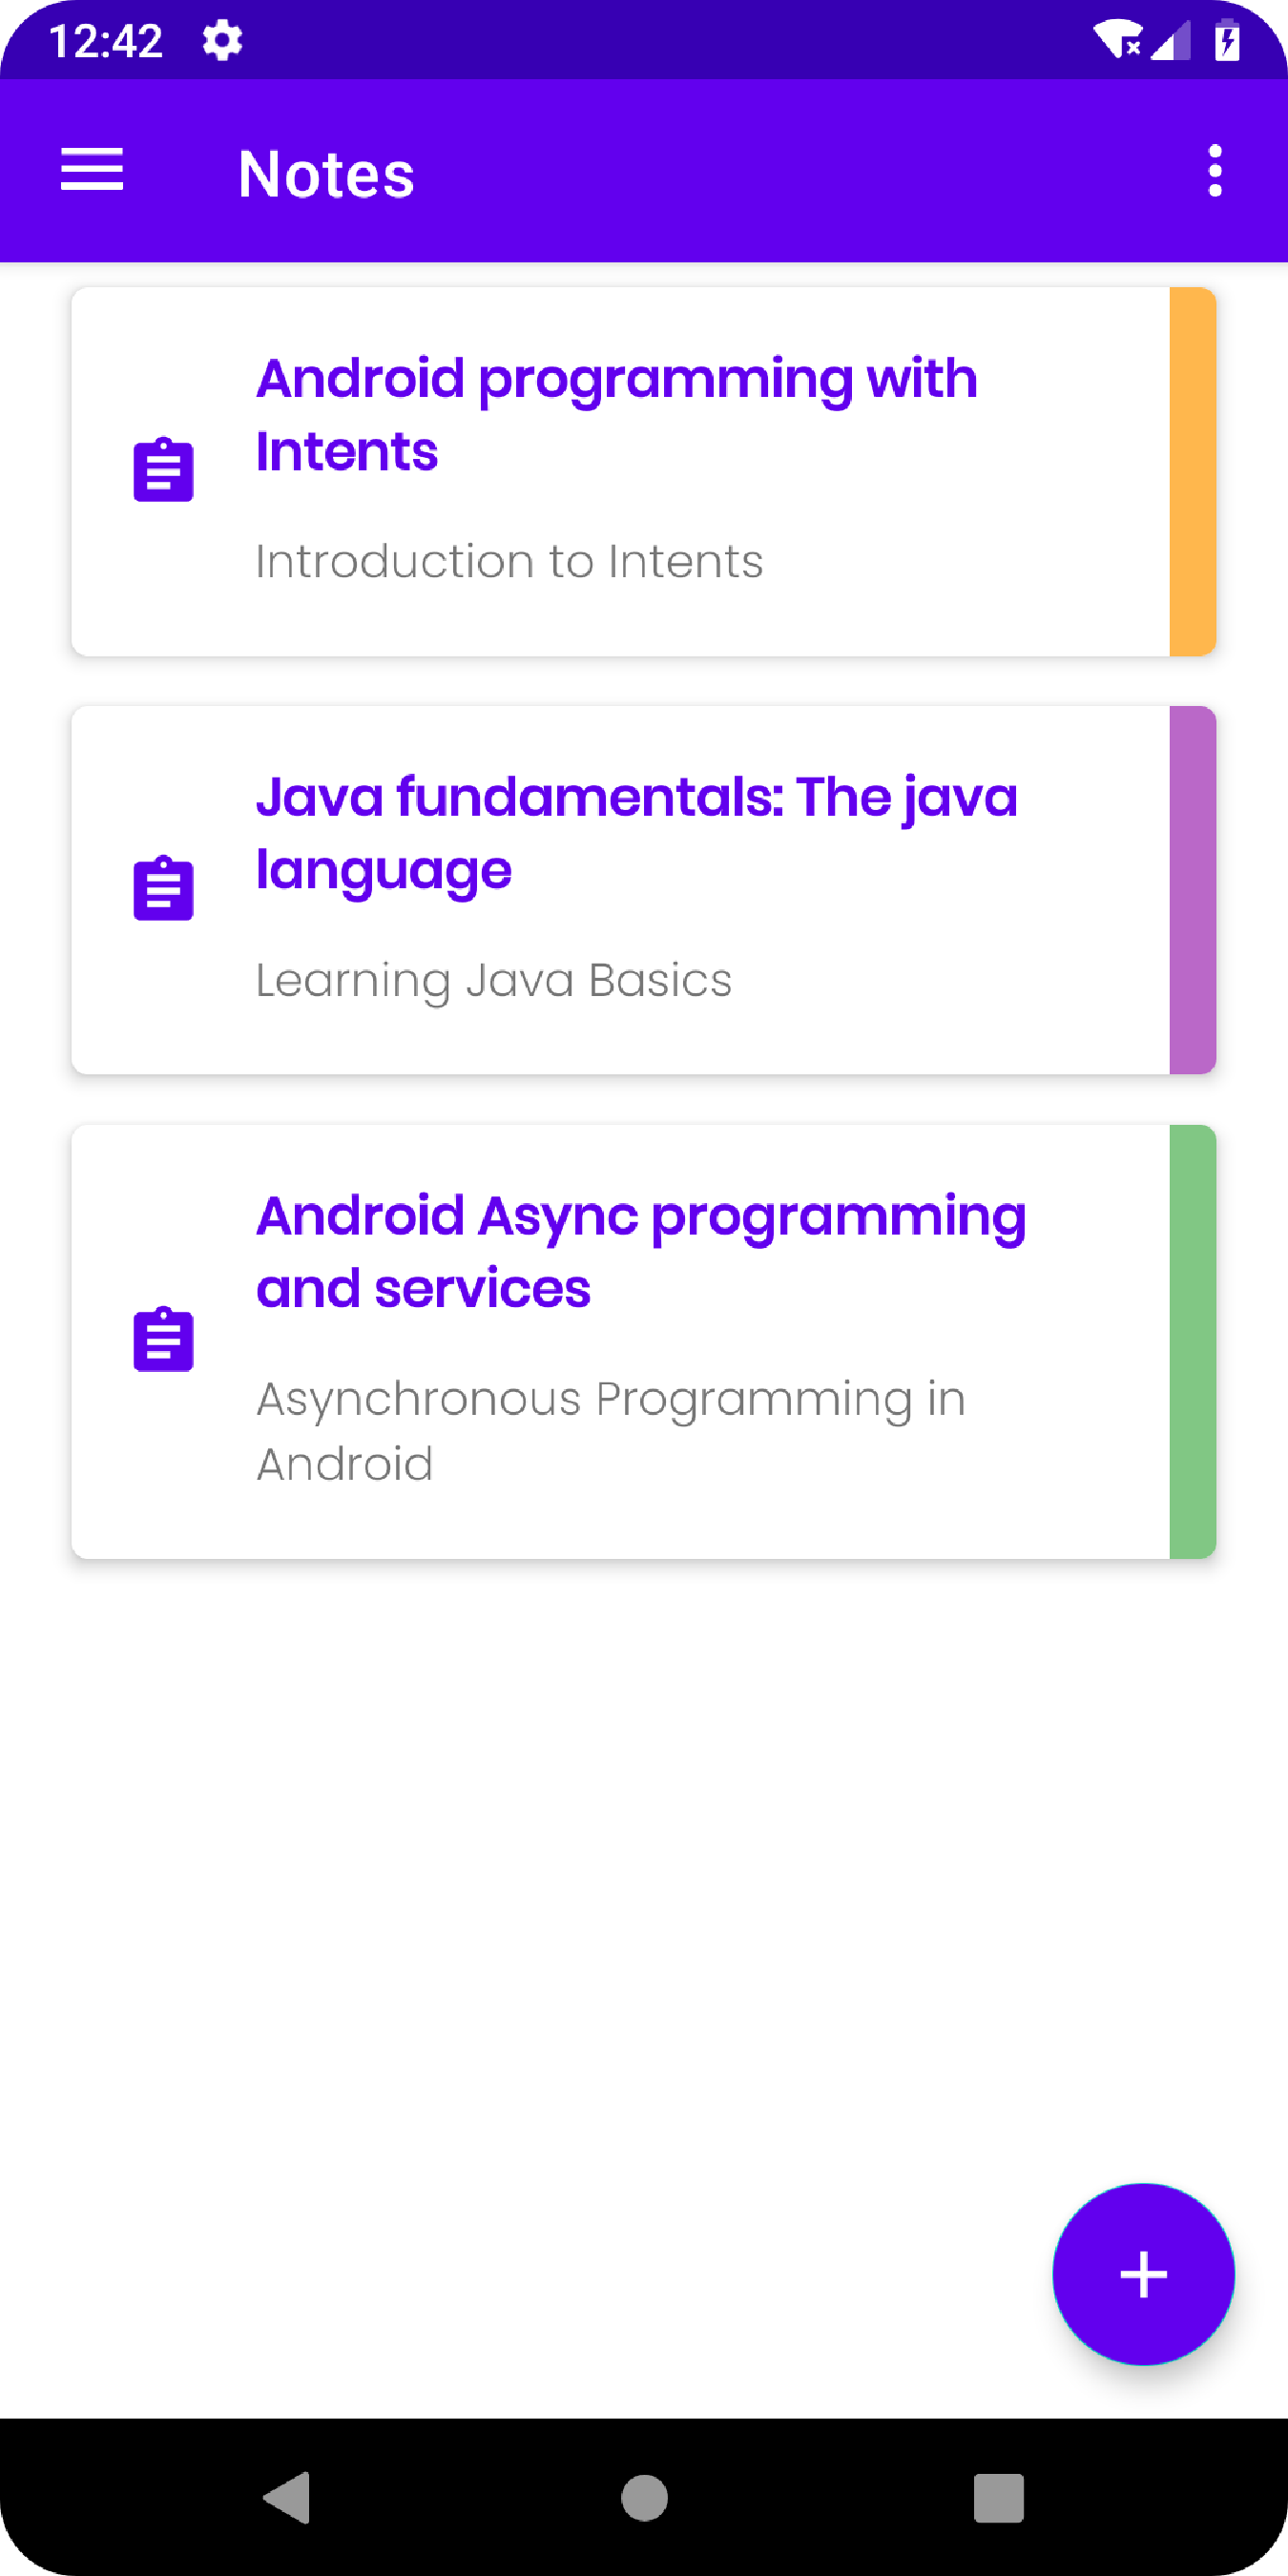 12:42
Notes
Android programming with
Intents
Introduction to Intents
Java fundamentals: The java
language
Learning Java Basics
Android Async programming
and services
Asynchronous Programming in
Android